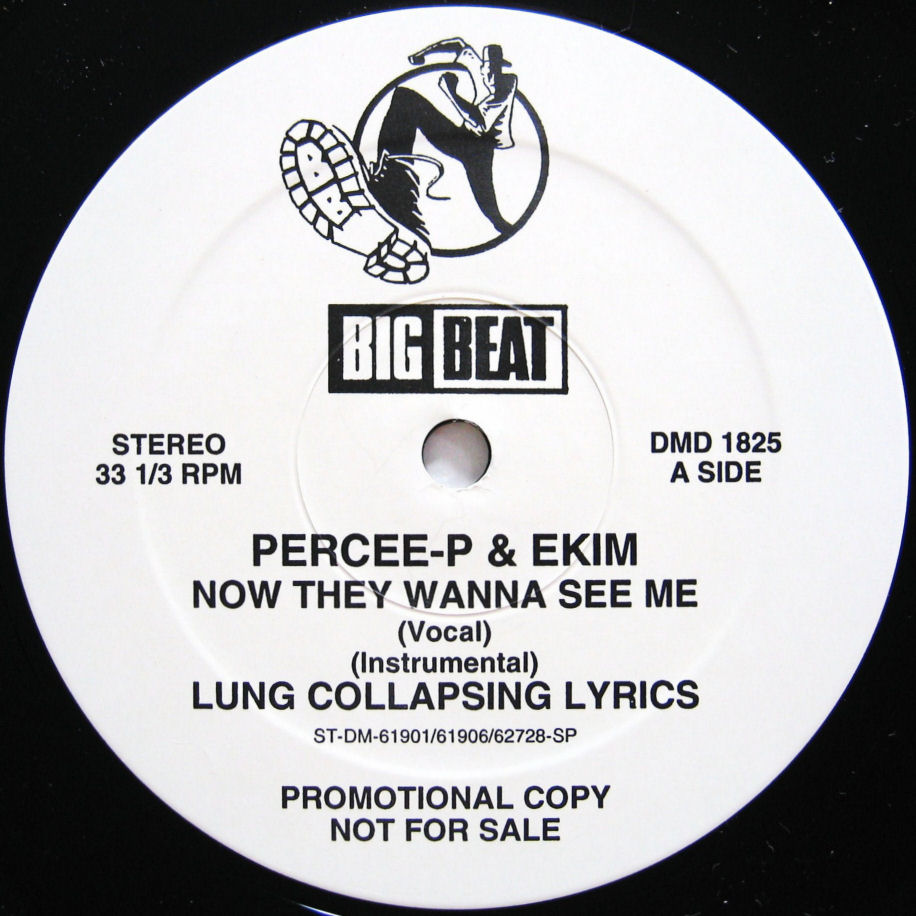 BIG BEAT
STEREO
33 1/3 RPM
DMD 1825
A SIDE
PERCEE-P & EKIM
NOW THEY WANNA SEE ME
(Vocal)
(Instrumental)
LUNG COLLAPSING LYRICS
ST-DM-61901/61906/62728-SP
PROMOTIONAL COPY
NOT FOR SALE